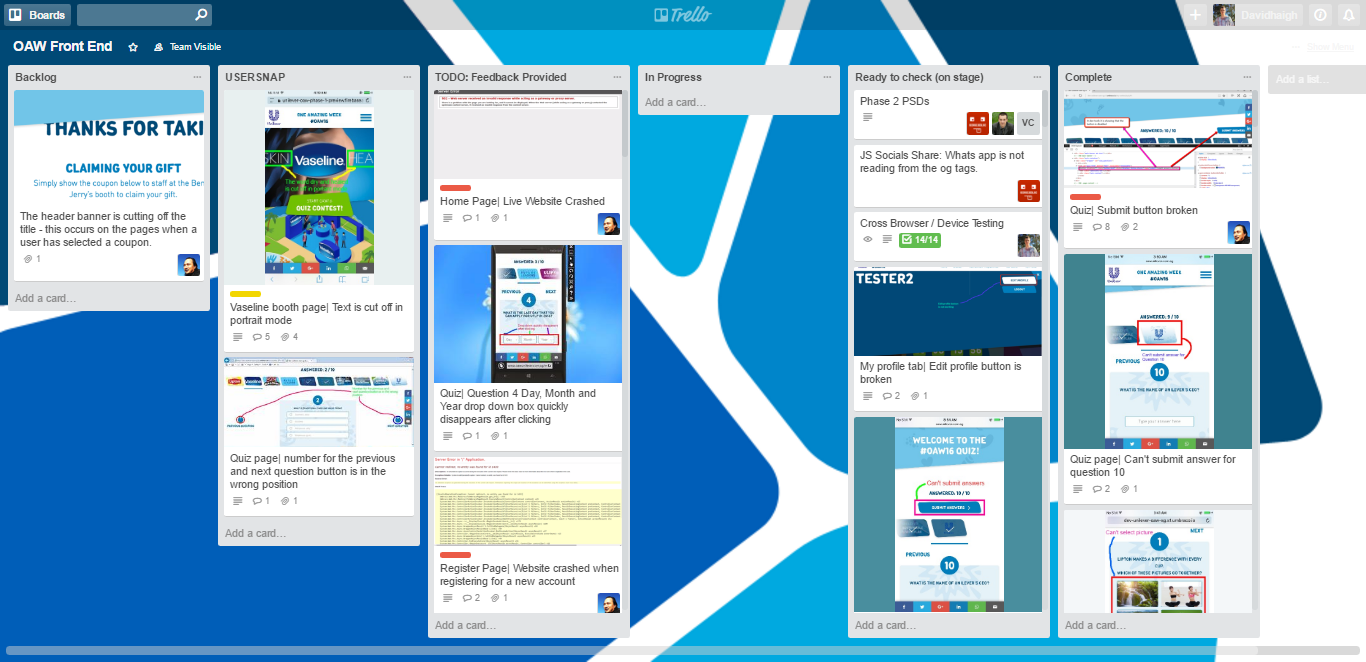 Boards
Trello
Davidhaigh
OAW Front End
Team Visible
Show Menu
Backlog
THANKS FOR TAKI
CLAIMING YOUR GIFT
Simply show the coupon below to staff at the Ben
Jerry's booth to claim your gift.
The header banner is cutting off the
title - this occurs on the pages when a
user has selected a coupon.
1
Add a card...
USERSNAP
ONE AMAZING WEEK
#OAW16
SKIN
Vaseline
HEA
QUIZ CONTEST!
Vaseline booth page| Text is cut off in
portrait mode
5
4
ANSWERED: 2 / 10
2
Quiz page| number for the previous
and next question button is in the
wrong position
1
1
Add a card...
TODO: Feedback Provided
Home Page| Live Website Crashed
1
1
ANSWERED: 3 / 10
PREVIOUS
NEXT
4
Quiz| Question 4 Day, Month and
Year drop down box quickly
disappears after clicking
1
1
Register Page| Website crashed when
registering for a new account
2
1
Add a card...
In Progress
Add a card...
Ready to check (on stage)
Phase 2 PSDs
VC
JS Socials Share: Whats app is not
reading from the og tags.
Cross Browser / Device Testing
14/14
TESTER2
EDIT PROFILE
My profile tab| Edit profile button is
broken
2
1
WELCOME TO THE
#OAW16 QUIZ!
Can't submit answers
ANSWERED: 10 / 10
SUBMIT ANSWERS
PREVIOUS
10
WHAT IS THE NAME OF UNILEVER'S CEO?
Add a card...
Complete
ANSWERED: 10 / 10
Quiz| Submit button broken
8
2
ONE AMAZING WEEK
#OAW16
ANSWERED: 9 / 10
Can't submit answer for
Question 10
PREVIOUS
10
WHAT IS THE NAME OF UNILEVER'S CEO?
Type your answer here
Quiz page| Can't submit answer for
question 10
2
1
Can't select picture
NEXT
1
LIPTON MAKES A DIFFERENCE WITH EVERY
CUP.
WHICH OF THESE PICTURES GO TOGETHER?
Add a card...
Add a list...